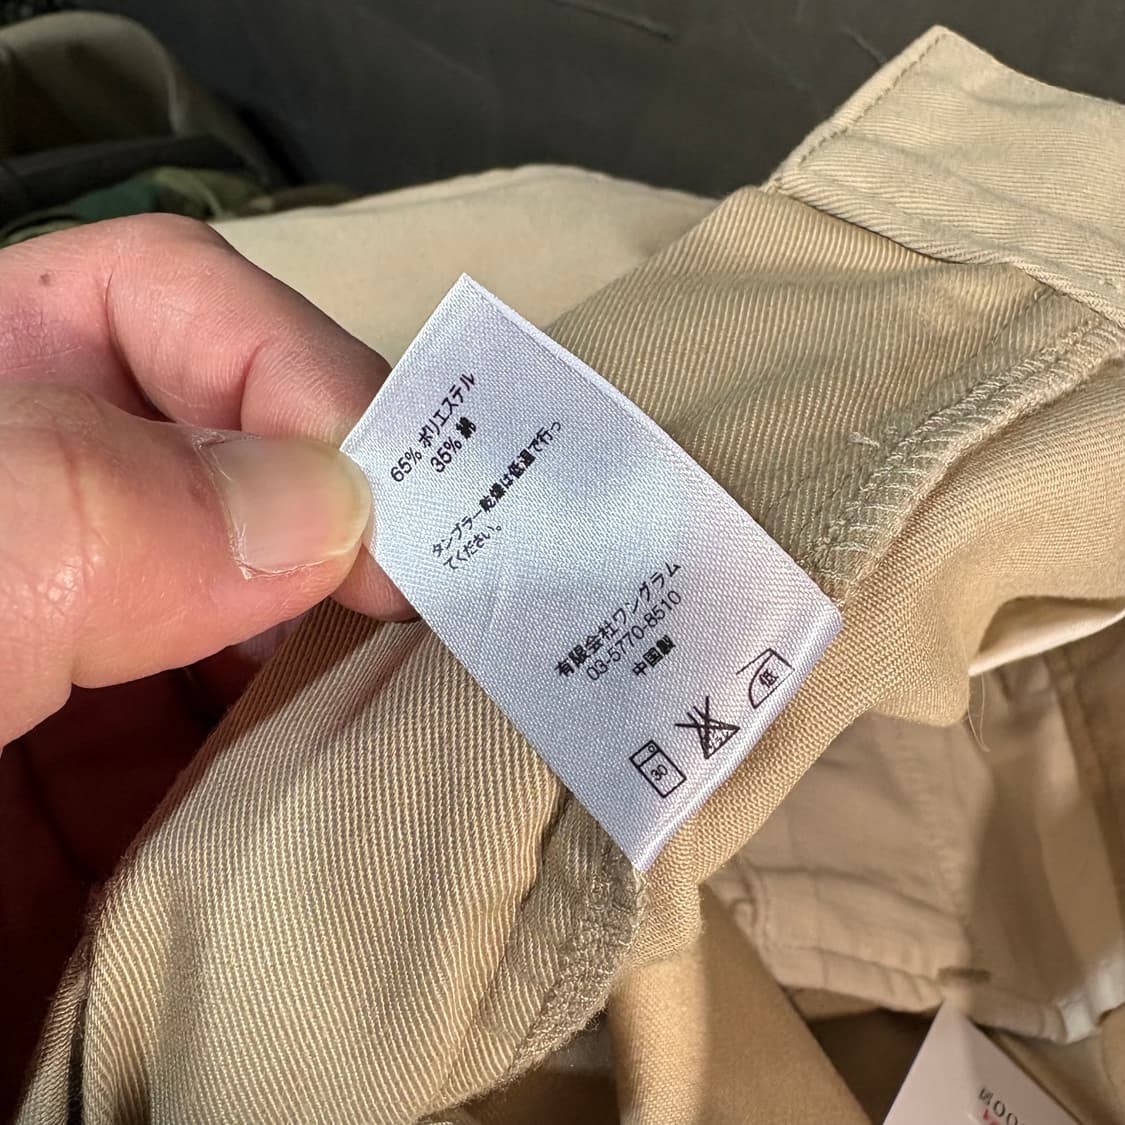 65% ポリエステル
35% 綿
タンブラー乾燥は低温で行っ
てください。
有限会社ワングラム
03-5770-8510
中国製
30
低